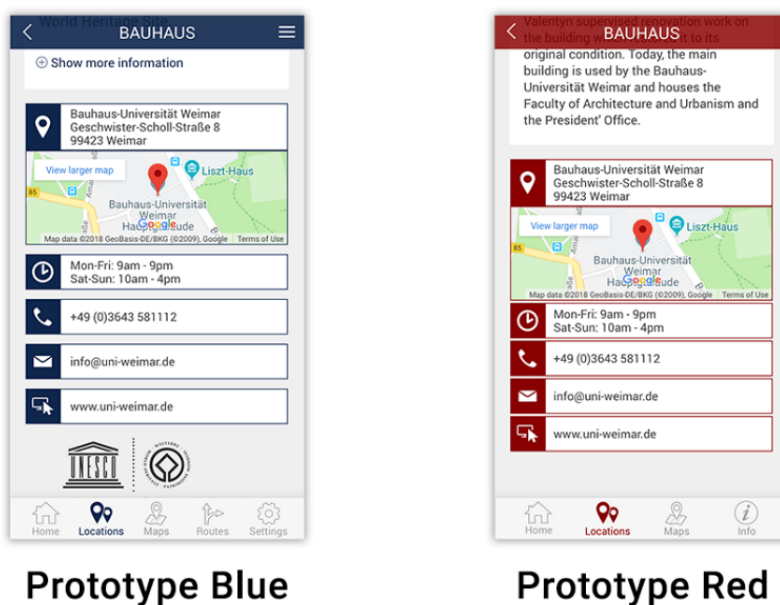 World Heritage Site.
BAUHAUS
Show more information
Bauhaus-Universität Weimar
Geschwister-Scholl-Straße 8
99423 Weimar
View larger map
Liszt-Haus
B5
Bauhaus-Universität
Weimar
Hauptgebäude
Google
Map data ©2018 GeoBasis-DE/BKG (©2009), Google Terms of Use
Mon-Fri: 9am - 9pm
Sat-Sun: 10am - 4pm
+49 (0)3643 581112
info@uni-weimar.de
www.uni-weimar.de
UNESCO
Home Locations Maps Routes Settings
Prototype Blue
Valentyn supervised renovation work on
the building
to its
BAUHAUS
original condition. Today, the main
building is used by the Bauhaus-
Universität Weimar and houses the
Faculty of Architecture and Urbanism and
the President' Office.
Bauhaus-Universität Weimar
Geschwister-Scholl-Straße 8
99423 Weimar
View larger map
Liszt-Haus
Bauhaus-Universität
Weimar
Google
Map data ©2018 GeoBasis-DE/BKG (©2009), Google Terms of Use
Mon-Fri: 9am - 9pm
Sat-Sun: 10am - 4pm
+49 (0)3643 581112
info@uni-weimar.de
www.uni-weimar.de
Home Locations Maps Info
Prototype Red